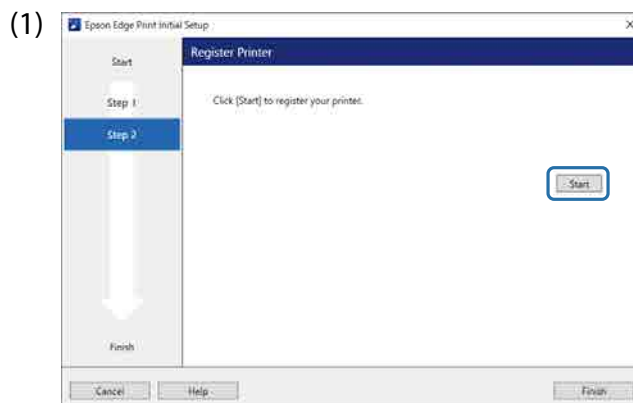 (1)
Epson Edge Print Initial Setup
Register Printer
Start
Step 1
Click [Start] to register your printer.
Step 2
Start
Finish
Cancel
Help
Finish